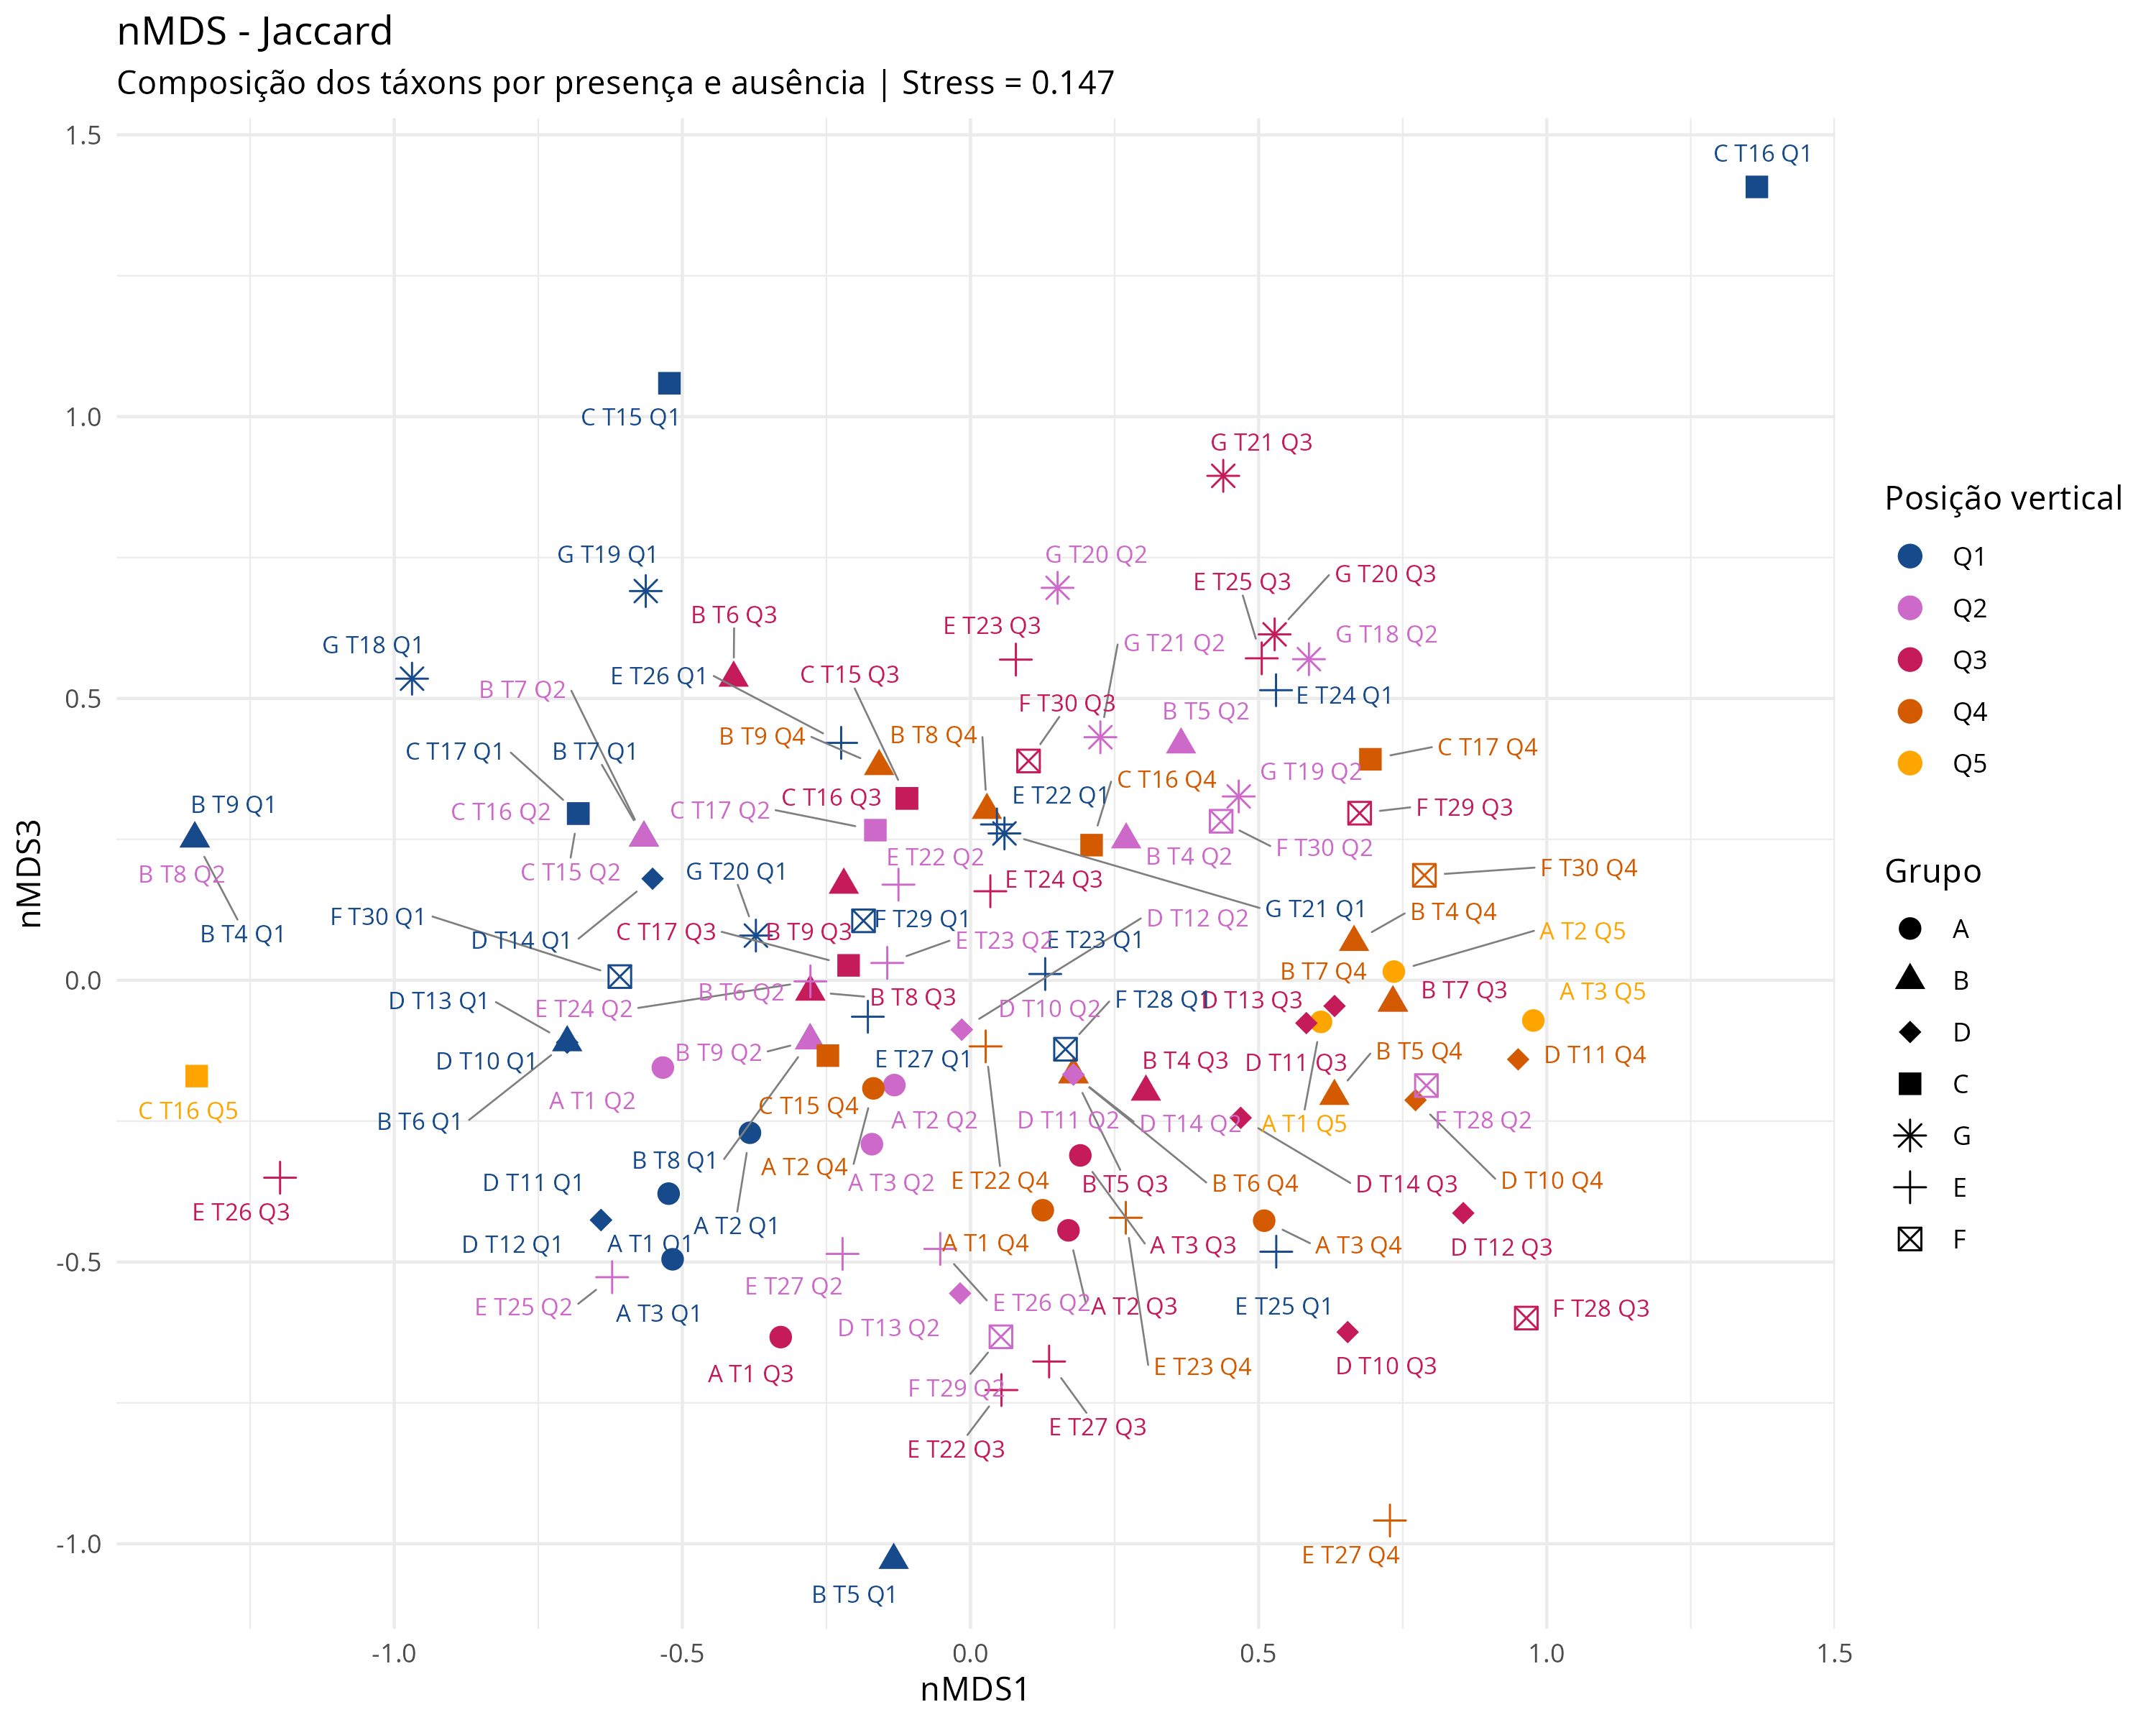 nMDS - Jaccard
Composição dos táxons por presença e ausência | Stress = 0.147
1.5
C T16 Q1
1.0
C T15 Q1
G T21 Q3
G T19 Q1
G T20 Q2
E T25 Q3
G T20 Q3
B T6 Q3
E T23 Q3
G T18 Q1
G T21 Q2
G T18 Q2
E T26 Q1
C T15 Q3
B T7 Q2
0.5
E T24 Q1
F T30 Q3
B T5 Q2
B T9 Q4
B T8 Q4
C T17 Q1
B T7 Q1
C T17 Q4
G T19 Q2
C T16 Q4
B T9 Q1
C T16 Q2
C T17 Q2
C T16 Q3
E T22 Q1
F T29 Q3
F T30 Q2
E T22 Q2
B T4 Q2
B T8 Q2
C T15 Q2
G T20 Q1
E T24 Q3
F T30 Q4
F T30 Q1
F T29 Q1
D T12 Q2
G T21 Q1
B T4 Q4
B T4 Q1
D T14 Q1
C T17 Q3
B T9 Q3
E T23 Q2
E T23 Q1
A T2 Q5
B T7 Q4
0.0
D T13 Q1
E T24 Q2
B T6 Q2
B T8 Q3
D T10 Q2
F T28 Q1
D T13 Q3
B T7 Q3
A T3 Q5
D T10 Q1
B T9 Q2
E T27 Q1
B T4 Q3
D T11 Q3
B T5 Q4
D T11 Q4
C T16 Q5
A T1 Q2
C T15 Q4
A T2 Q2
D T11 Q2
D T14 Q2
A T1 Q5
F T28 Q2
B T6 Q1
B T8 Q1
A T2 Q4
A T3 Q2
E T22 Q4
B T5 Q3
B T6 Q4
D T14 Q3
D T10 Q4
D T11 Q1
E T26 Q3
A T2 Q1
D T12 Q1
A T1 Q1
A T1 Q4
A T3 Q3
A T3 Q4
D T12 Q3
-0.5
E T25 Q2
A T3 Q1
E T27 Q2
E T26 Q2
A T2 Q3
E T25 Q1
F T28 Q3
D T13 Q2
A T1 Q3
F T29 Q2
E T23 Q4
D T10 Q3
E T22 Q3
E T27 Q3
-1.0
E T27 Q4
B T5 Q1
-1.0
-0.5
0.0
0.5
1.0
1.5
nMDS1
nMDS3
Posição vertical
Q1
Q2
Q3
Q4
Q5
Grupo
A
B
D
C
G
E
F